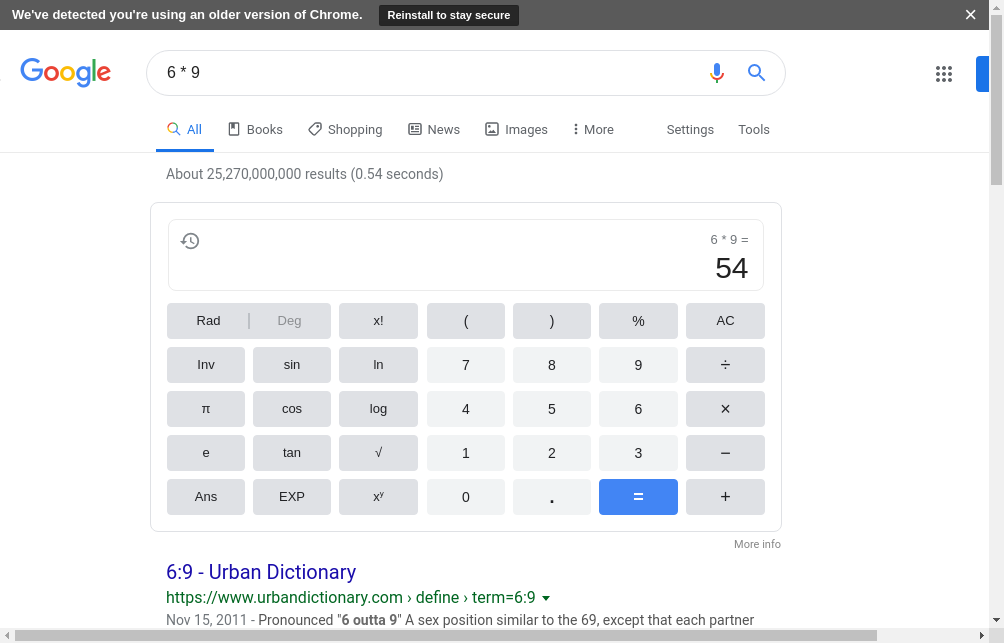 We've detected you're using an older version of Chrome. Reinstall to stay secure
Google 6 * 9
All Books Shopping News Images More Settings Tools
About 25,270,000,000 results (0.54 seconds)
6 * 9 =
54
Rad Deg x! ( ) % AC
Inv sin ln 7 8 9 ÷
π cos log 4 5 6 ×
e tan √ 1 2 3 −
Ans EXP xʸ 0 . = +
More info
6:9 - Urban Dictionary
https://www.urbandictionary.com › define › term=6:9
Nov 15, 2011 - Pronounced "6 outta 9" A sex position similar to the 69, except that each partner